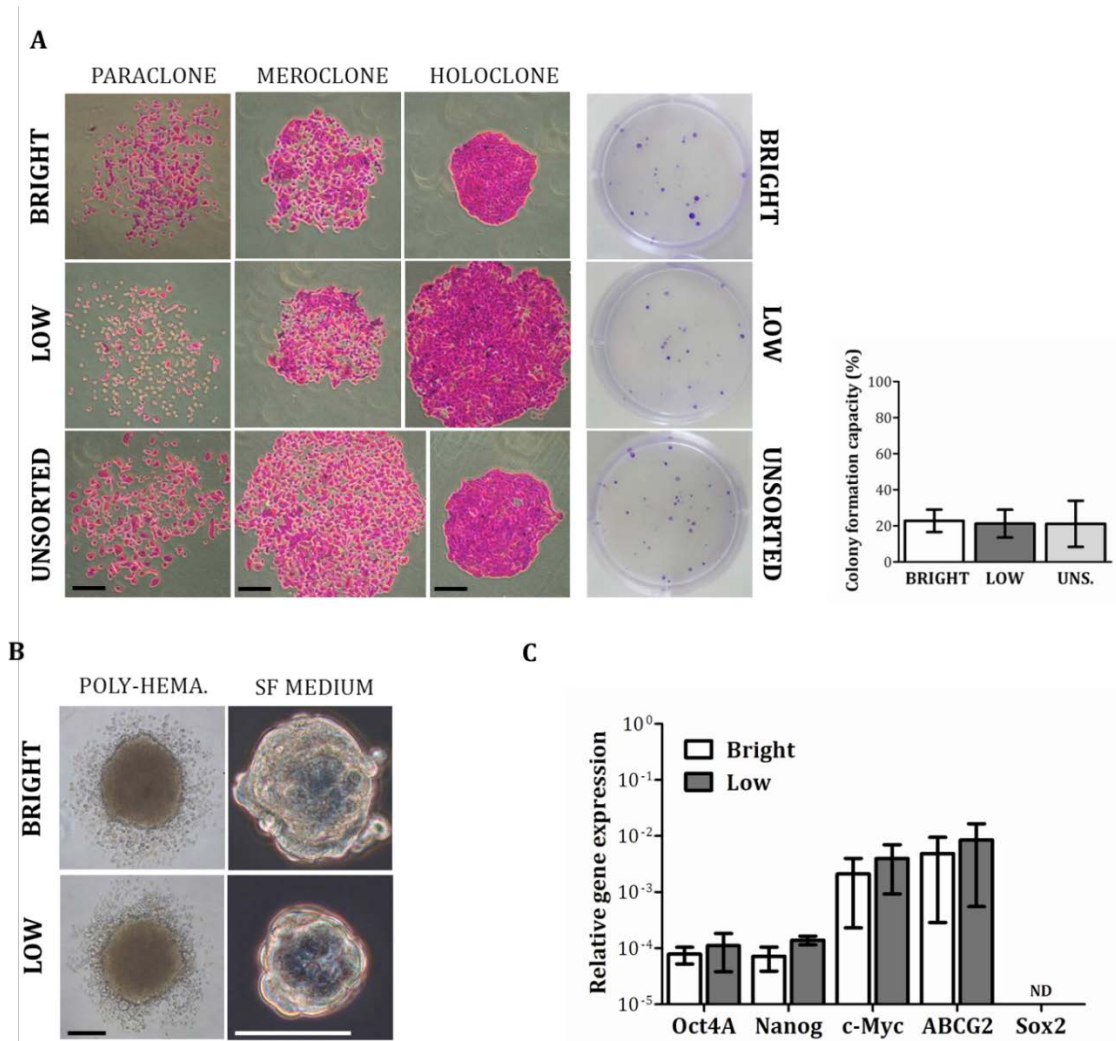 A
PARACLONE MEROCLONE HOLOCLONE
BRIGHT
LOW
UNSORTED
BRIGHT
LOW
UNSORTED
Colony formation capacity (%)
100
80
60
40
20
0
BRIGHT LOW UNS.
B
POLY-HEMA. SF MEDIUM
BRIGHT
LOW
C
Relative gene expression
10⁰
10⁻¹
10⁻²
10⁻³
10⁻⁴
10⁻⁵
Bright
Low
ND
Oct4A Nanog c-Myc ABCG2 Sox2